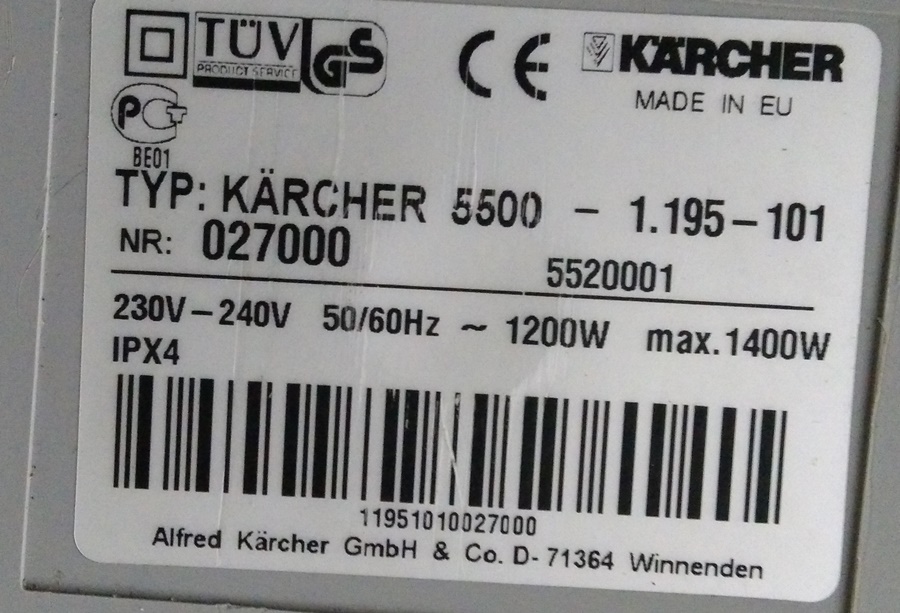 TÜV GS
PRODUCT SERVICE
CE KÄRCHER
MADE IN EU
PCT
BE01
TYP: KÄRCHER 5500 - 1.195-101
NR: 027000
5520001
230V-240V 50/60Hz ~ 1200W max.1400W
IPX4
11951010027000
Alfred Kärcher GmbH & Co. D- 71364 Winnenden